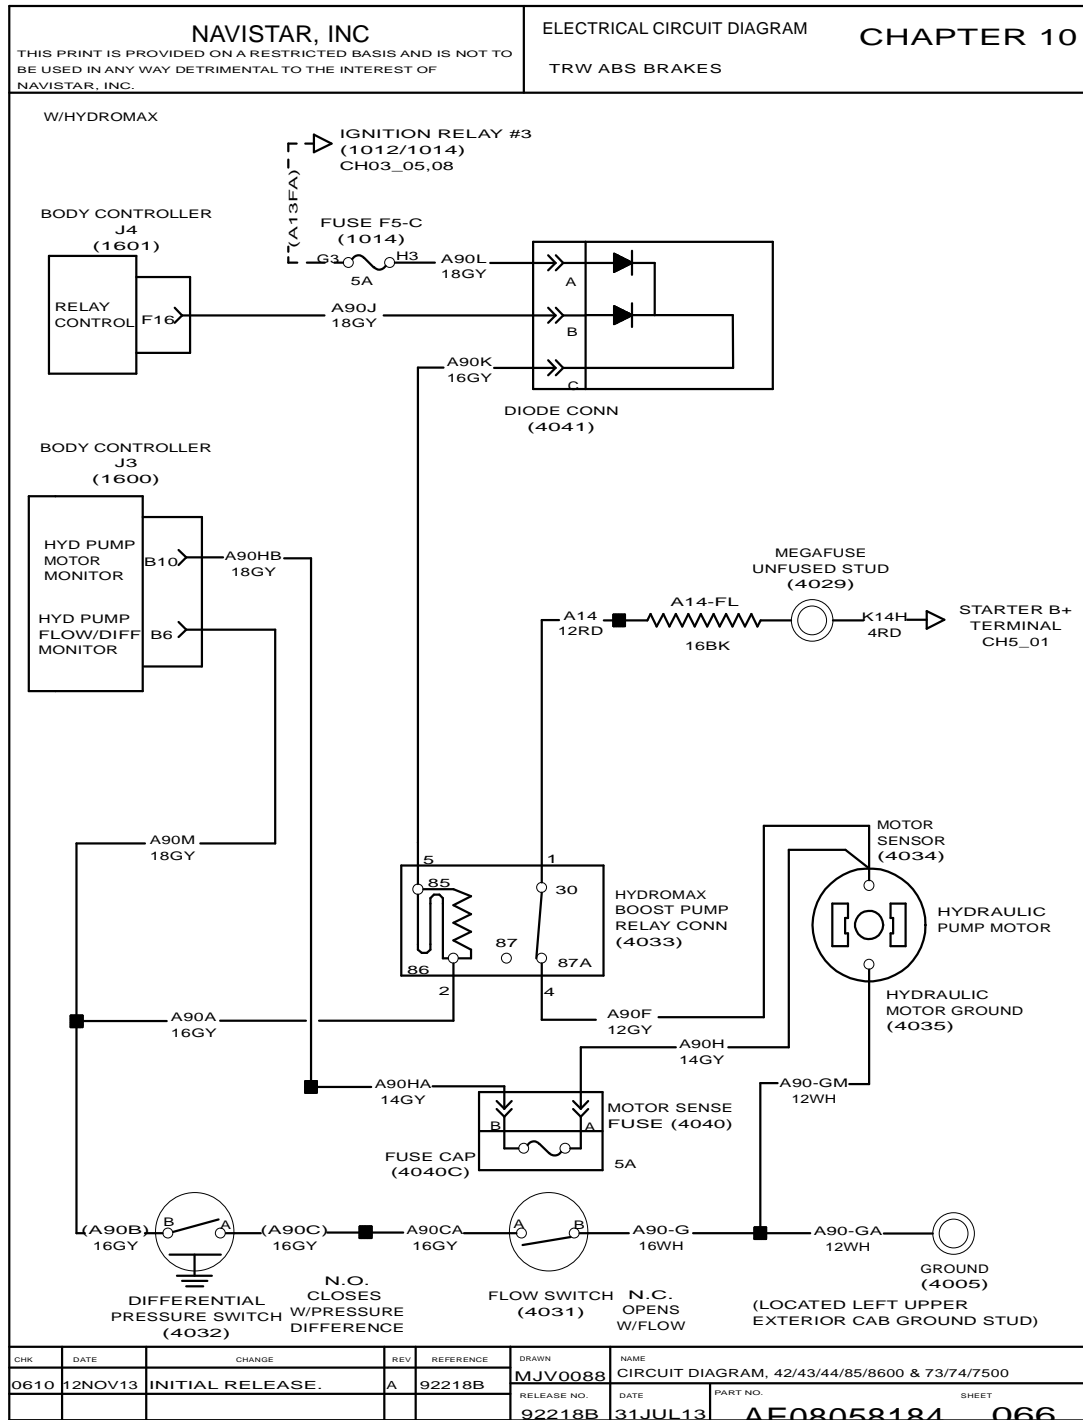 NAVISTAR, INC
THIS PRINT IS PROVIDED ON A RESTRICTED BASIS AND IS NOT TO
BE USED IN ANY WAY DETRIMENTAL TO THE INTEREST OF
NAVISTAR, INC.
ELECTRICAL CIRCUIT DIAGRAM
CHAPTER 10
TRW ABS BRAKES
W/HYDROMAX
IGNITION RELAY #3
(1012/1014)
CH03_05,08
(A13FA)
BODY CONTROLLER
J4
(1601)
FUSE F5-C
(1014)
G3
H3
5A
A90L
18GY
A
RELAY
CONTROL
F16
A90J
18GY
B
A90K
16GY
C
DIODE CONN
(4041)
BODY CONTROLLER
J3
(1600)
HYD PUMP
MOTOR
MONITOR
B10
A90HB
18GY
HYD PUMP
FLOW/DIFF
MONITOR
B6
MEGAFUSE
UNFUSED STUD
(4029)
A14
12RD
A14-FL
16BK
K14H
4RD
STARTER B+
TERMINAL
CH5_01
A90M
18GY
5
1
85
30
87
86
87A
2
4
HYDROMAX
BOOST PUMP
RELAY CONN
(4033)
MOTOR
SENSOR
(4034)
HYDRAULIC
PUMP MOTOR
HYDRAULIC
MOTOR GROUND
(4035)
A90A
16GY
A90F
12GY
A90H
14GY
A90HA
14GY
A90-GM
12WH
B
A
MOTOR SENSE
FUSE (4040)
FUSE CAP
(4040C)
5A
(A90B)
16GY
B
A
(A90C)
16GY
A90CA
16GY
A
B
A90-G
16WH
A90-GA
12WH
GROUND
(4005)
DIFFERENTIAL
PRESSURE SWITCH
(4032)
N.O.
CLOSES
W/PRESSURE
DIFFERENCE
FLOW SWITCH
(4031)
N.C.
OPENS
W/FLOW
(LOCATED LEFT UPPER
EXTERIOR CAB GROUND STUD)
CHK DATE CHANGE REV REFERENCE
0610 12NOV13 INITIAL RELEASE. A 92218B
DRAWN
MJV0088
NAME
CIRCUIT DIAGRAM, 42/43/44/85/8600 & 73/74/7500
RELEASE NO.
92218B
DATE
31JUL13
PART NO.
AE08058184
SHEET
066